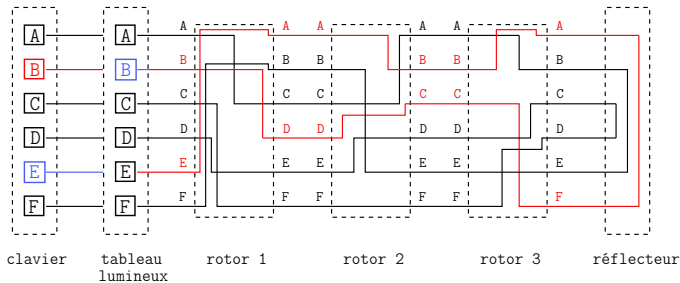 A A A A A A A A
B B B B B B B B
C C C C C C C C
D D D D D D D D
E E E E E E E E
F F F F F F F F
clavier tableau lumineux rotor 1 rotor 2 rotor 3 réflecteur